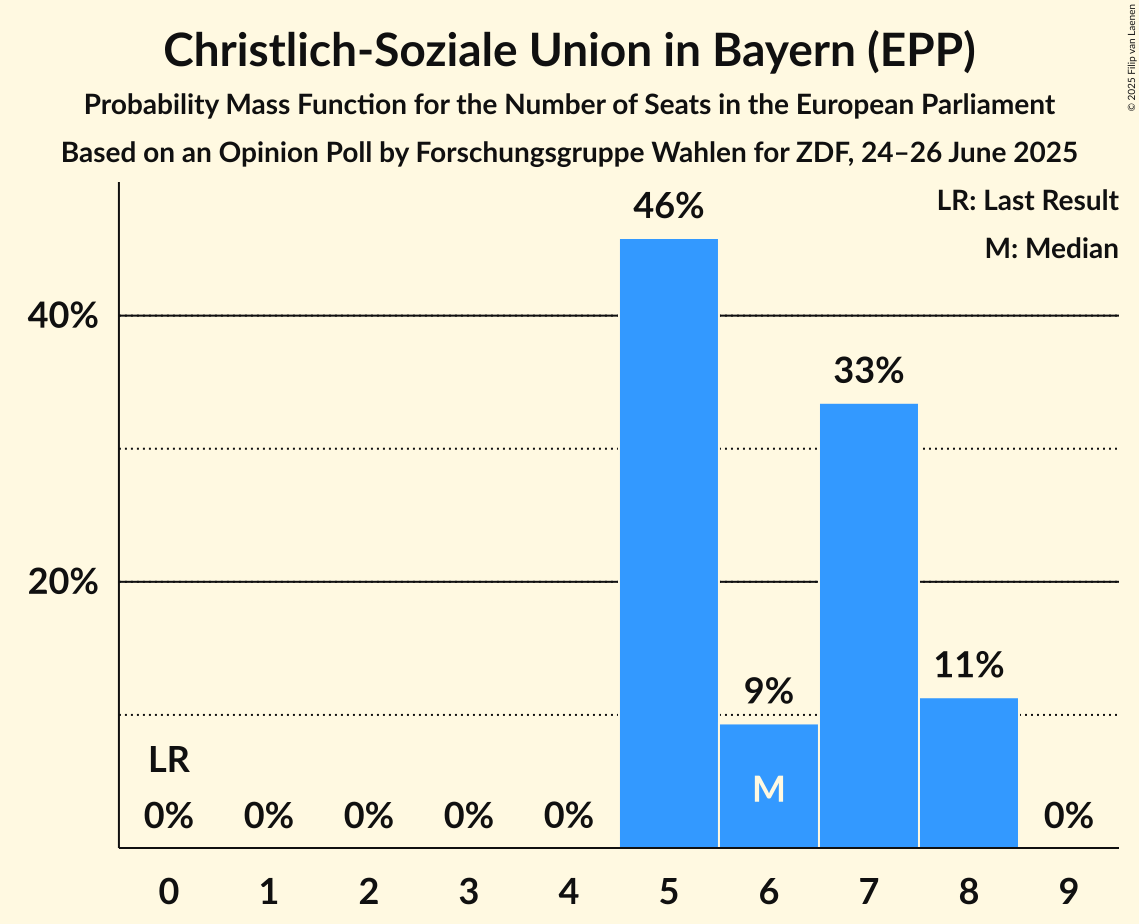 Christlich-Soziale Union in Bayern (EPP)
Probability Mass Function for the Number of Seats in the European Parliament
Based on an Opinion Poll by Forschungsgruppe Wahlen for ZDF, 24–26 June 2025
© 2025 Filip van Laenen
LR: Last Result
M: Median
46%
40%
33%
20%
11%
9%
LR
M
0% 0% 0% 0% 0% 0%
0 1 2 3 4 5 6 7 8 9